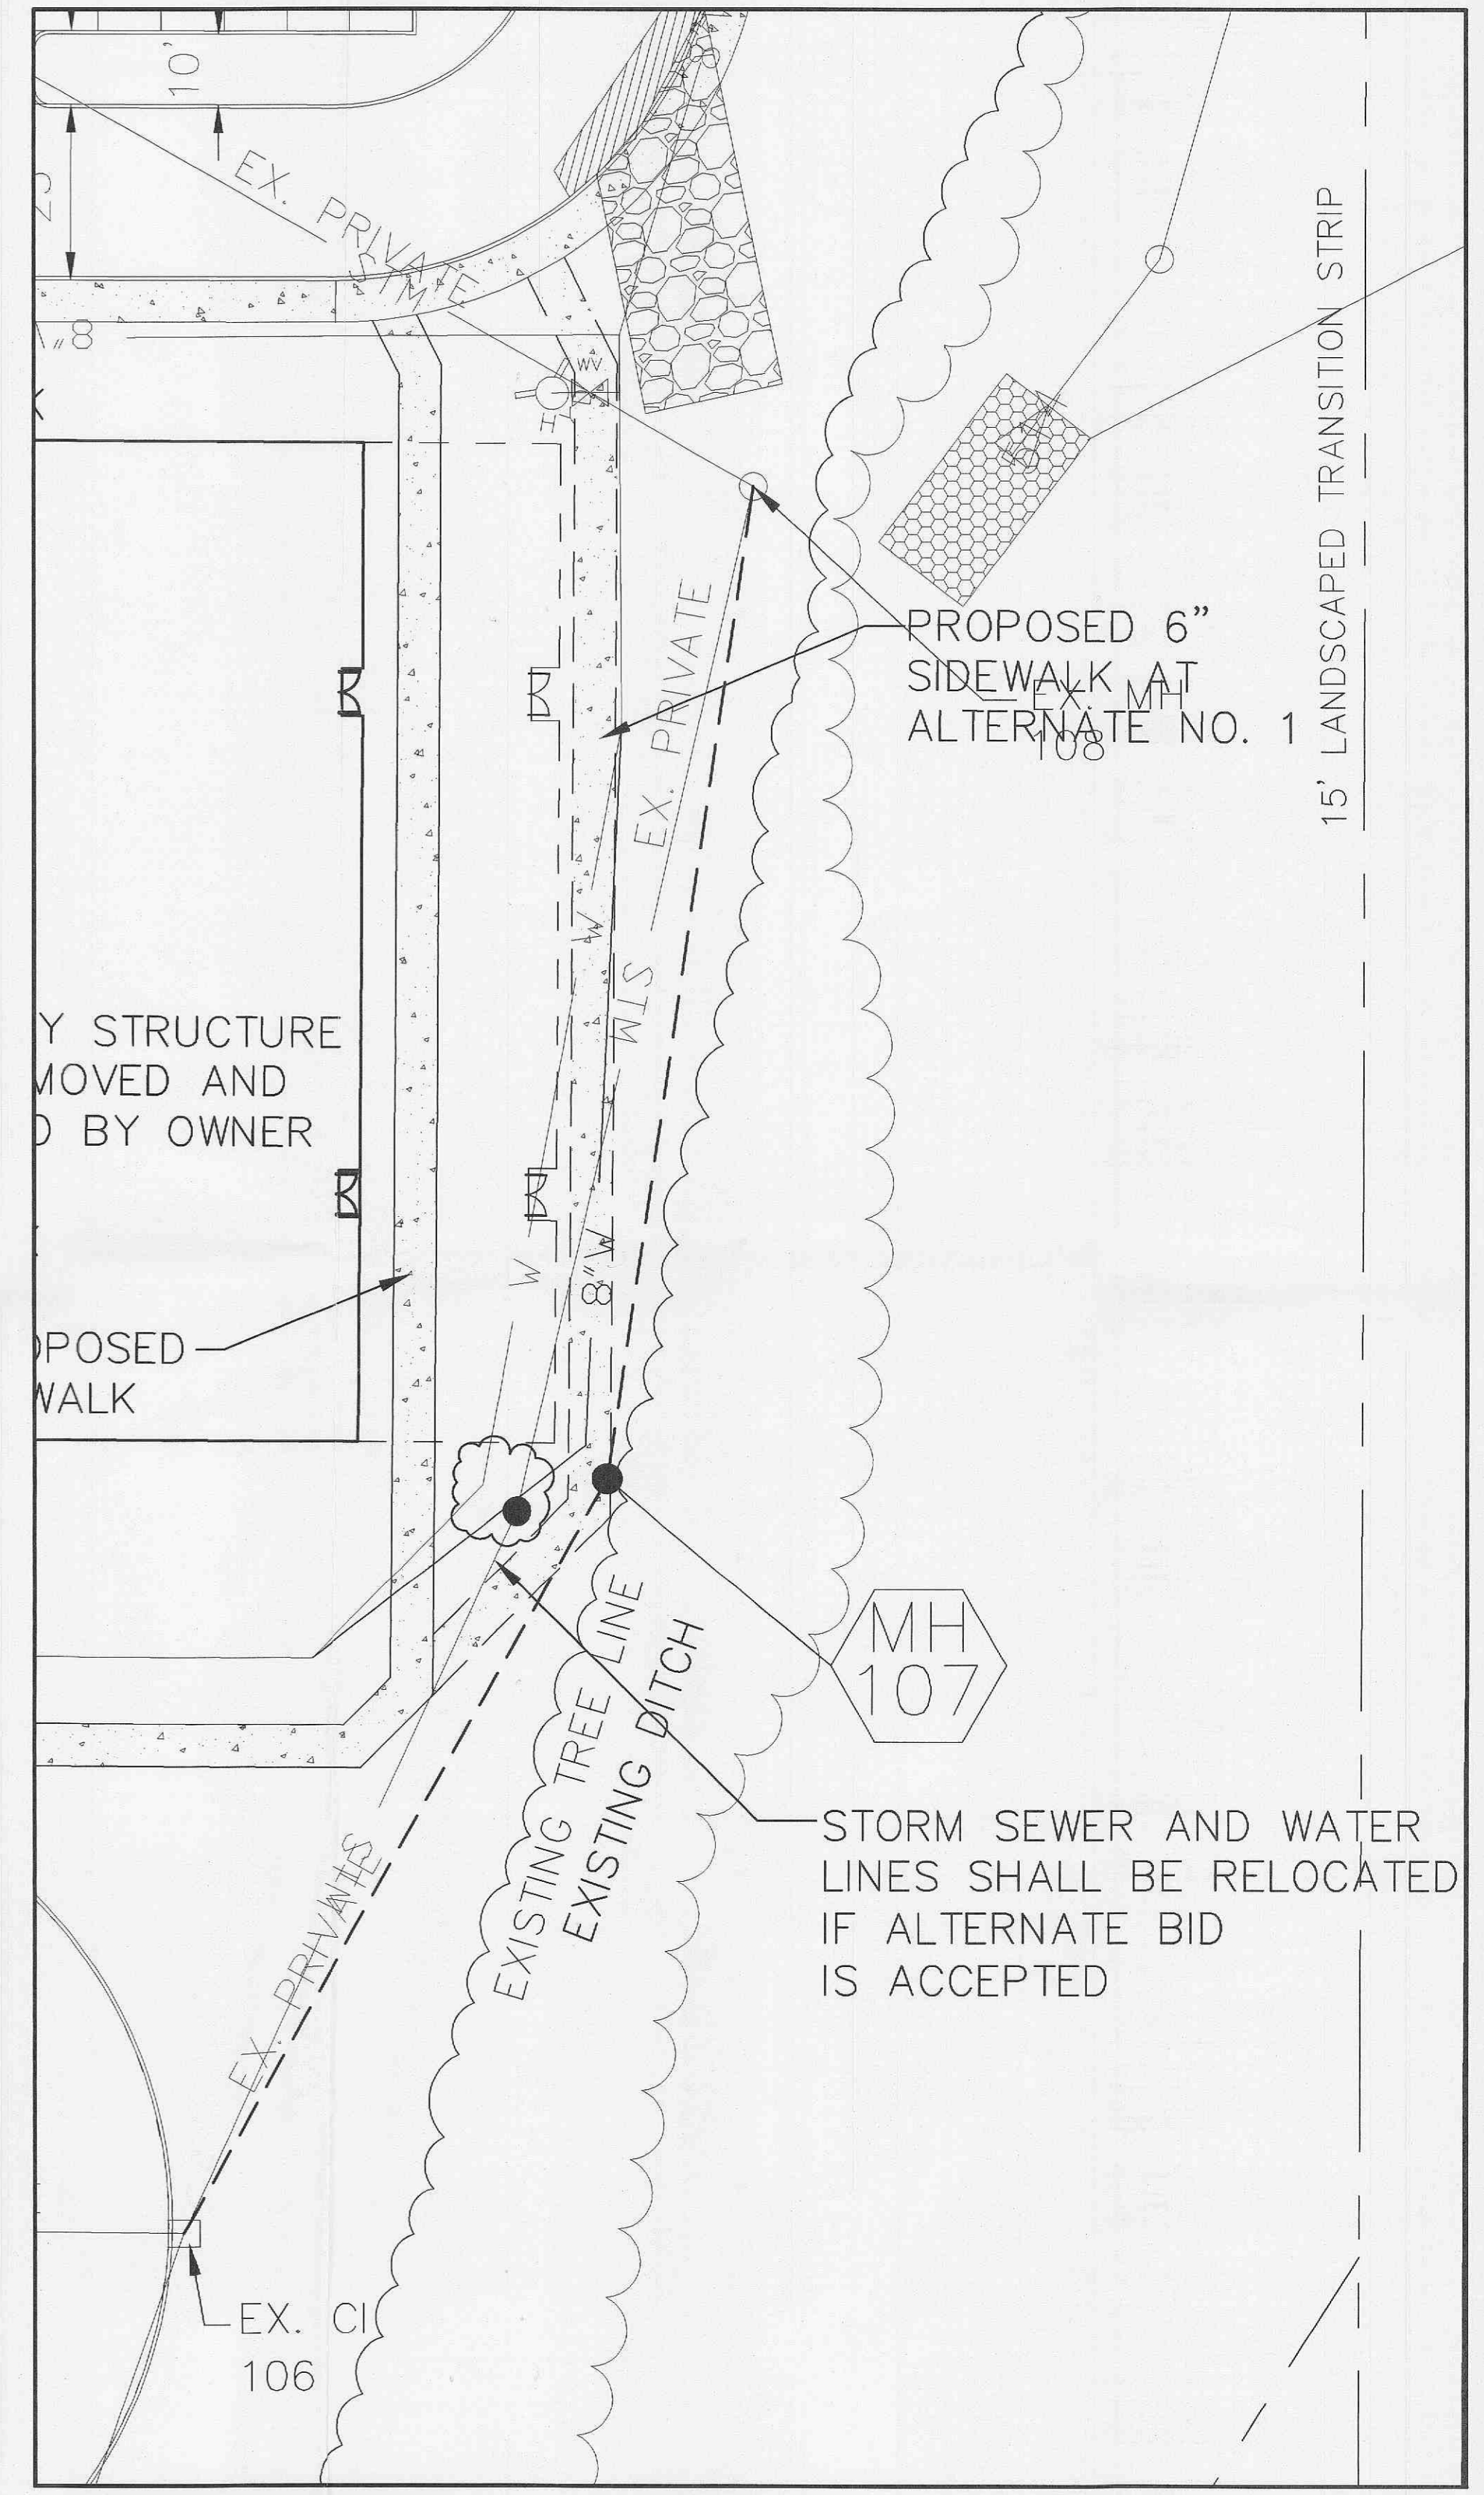 10'
25
EX. PRIVATE
STM
8"
WV
H
STM
PROPOSED 6"
SIDEWALK AT
ALTERNATE NO. 1
EX. MH
108
15' LANDSCAPED TRANSITION STRIP
EX. PRIVATE
W
STM
Y STRUCTURE
MOVED AND
D BY OWNER
W
8"W
OPOSED
WALK
MH
107
EXISTING TREE LINE
EXISTING DITCH
STORM SEWER AND WATER
LINES SHALL BE RELOCATED
IF ALTERNATE BID
IS ACCEPTED
EX. PRIVATE
STM
EX. CI
106